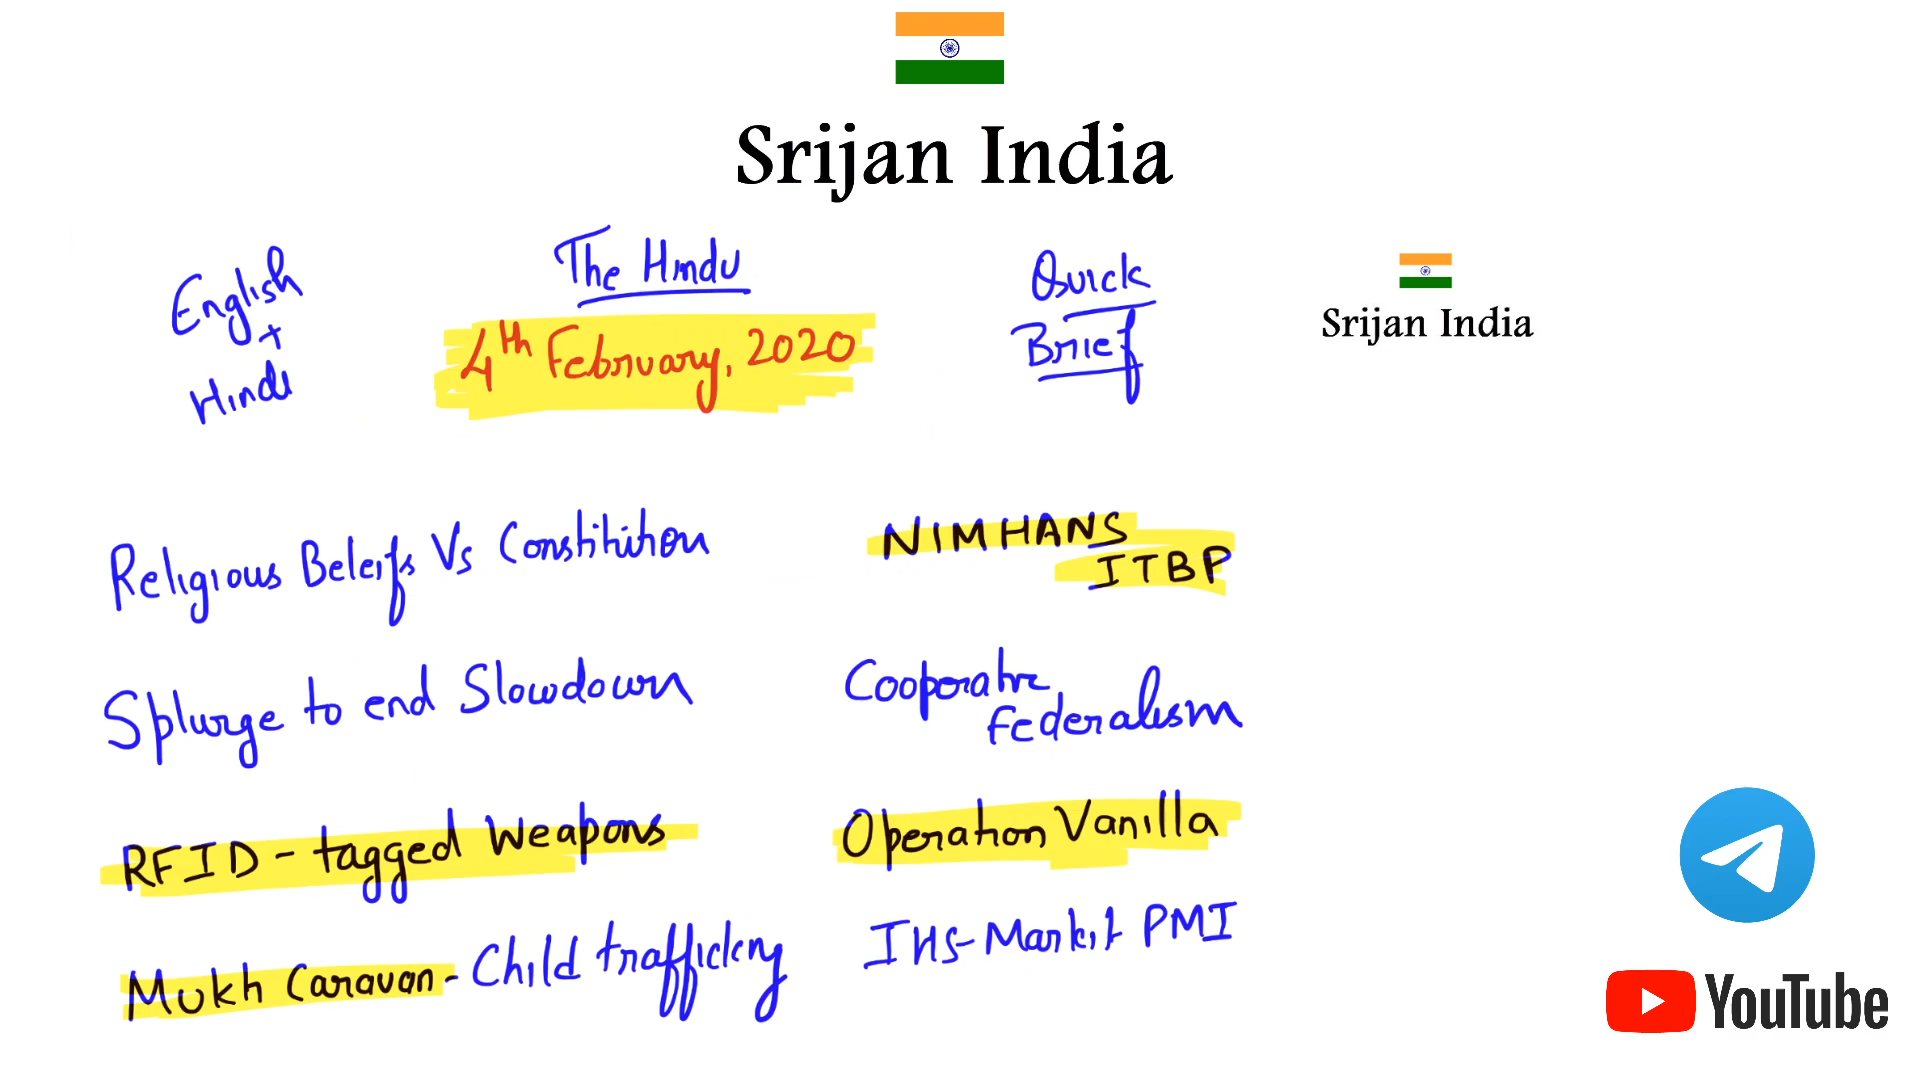 Srijan India
English
+
Hindi
The Hindu
4th February, 2020
Quick
Brief
Srijan India
Religious Beleifs Vs Constitution
NIMHANS
ITBP
Splurge to end Slowdown
Cooperative
Federalism
RFID-tagged Weapons
Operation Vanilla
Mukh Caravan - Child trafficking
IHS-Markit PMI
YouTube